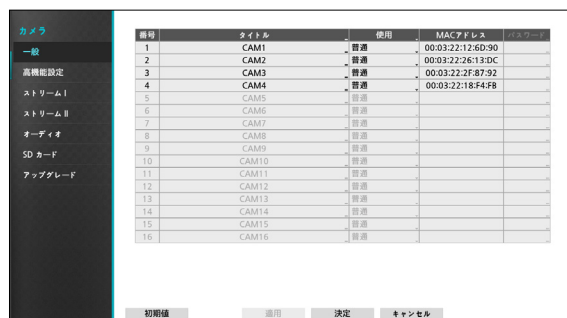 カメラ
一般
高機能設定
ストリーム I
ストリーム II
オーディオ
SD カード
アップグレード
番号 タイトル 使用 MACアドレス パスワード
1 CAM1 普通 00:03:22:12:6D:90
2 CAM2 普通 00:03:22:26:13:DC
3 CAM3 普通 00:03:22:2F:87:92
4 CAM4 普通 00:03:22:18:F4:FB
5 CAM5 普通
6 CAM6 普通
7 CAM7 普通
8 CAM8 普通
9 CAM9 普通
10 CAM10 普通
11 CAM11 普通
12 CAM12 普通
13 CAM13 普通
14 CAM14 普通
15 CAM15 普通
16 CAM16 普通
初期値 適用 決定 キャンセル